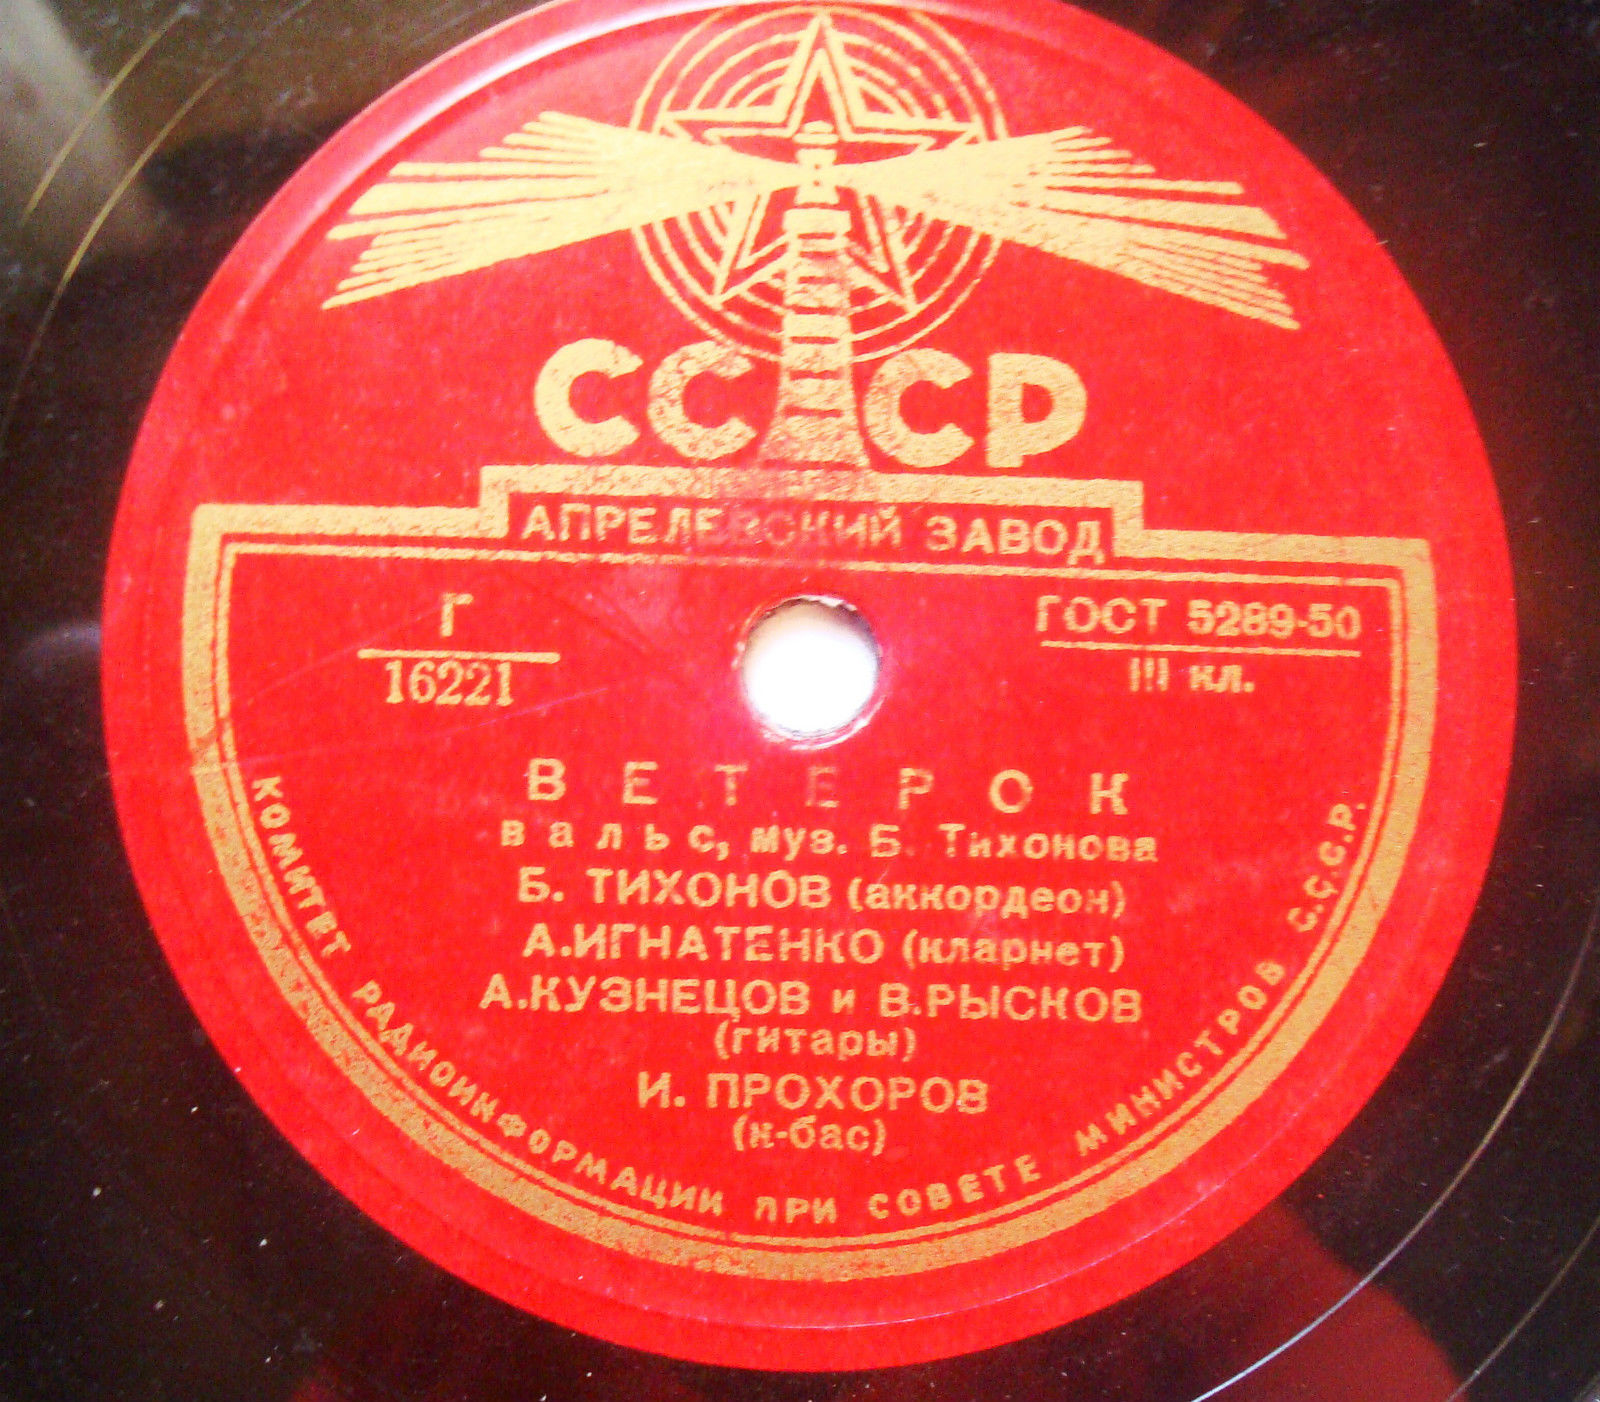 СССР
АПРЕЛЕВСКИЙ ЗАВОД
Г
16221
ГОСТ 5289-50
III кл.
ВЕТЕРОК
вальс, муз. Б. Тихонова
Б. ТИХОНОВ (аккордеон)
А.ИГНАТЕНКО (кларнет)
А.КУЗНЕЦОВ и В.РЫСКОВ
(гитары)
И. ПРОХОРОВ
(к-бас)
КОМИТЕТ РАДИОИНФОРМАЦИИ ПРИ СОВЕТЕ МИНИСТРОВ С.С.С.Р.